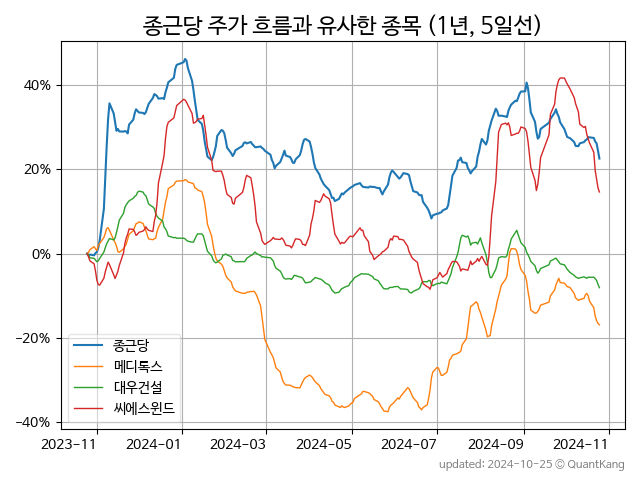 종근당 주가 흐름과 유사한 종목 (1년, 5일선)
40%
20%
0%
−20%
−40%
종근당
메디톡스
대우건설
씨에스윈드
2023-11 2024-01 2024-03 2024-05 2024-07 2024-09 2024-11
updated: 2024-10-25 © QuantKang